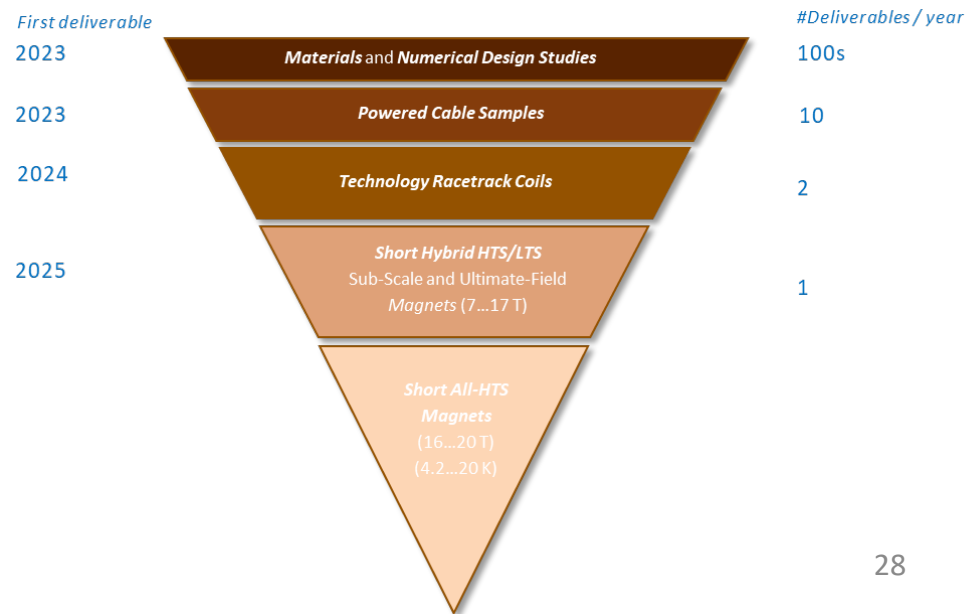 First deliverable
#Deliverables / year
2023
Materials and Numerical Design Studies
100s
2023
Powered Cable Samples
10
2024
Technology Racetrack Coils
2
2025
Short Hybrid HTS/LTS
Sub-Scale and Ultimate-Field
Magnets (7...17 T)
1
Short All-HTS
Magnets
(16...20 T)
(4.2...20 K)
28